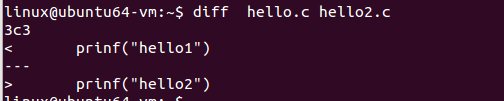 linux@ubuntu64-vm:~$ diff  hello.c hello2.c
3c3
<       prinf("hello1")
---
>       prinf("hello2")
linux@ubuntu64-vm:~$